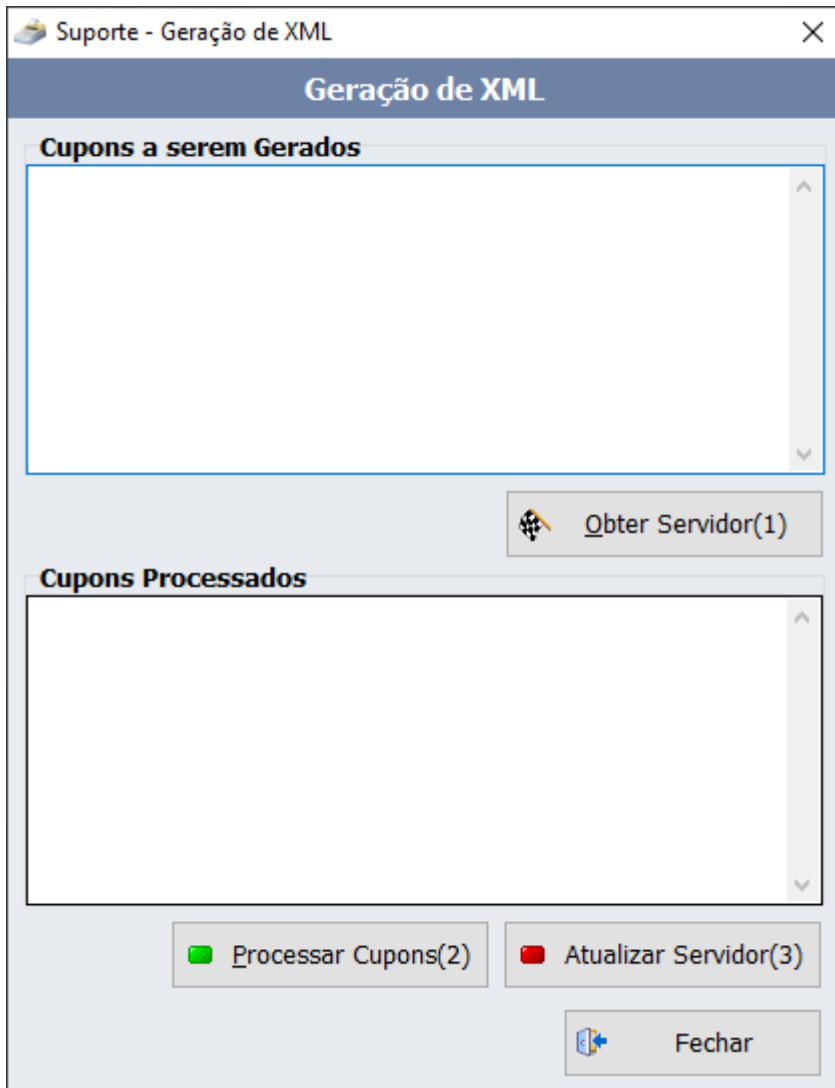 Suporte - Geração de XML
Geração de XML
Cupons a serem Gerados
Obter Servidor(1)
Cupons Processados
Processar Cupons(2)
Atualizar Servidor(3)
Fechar